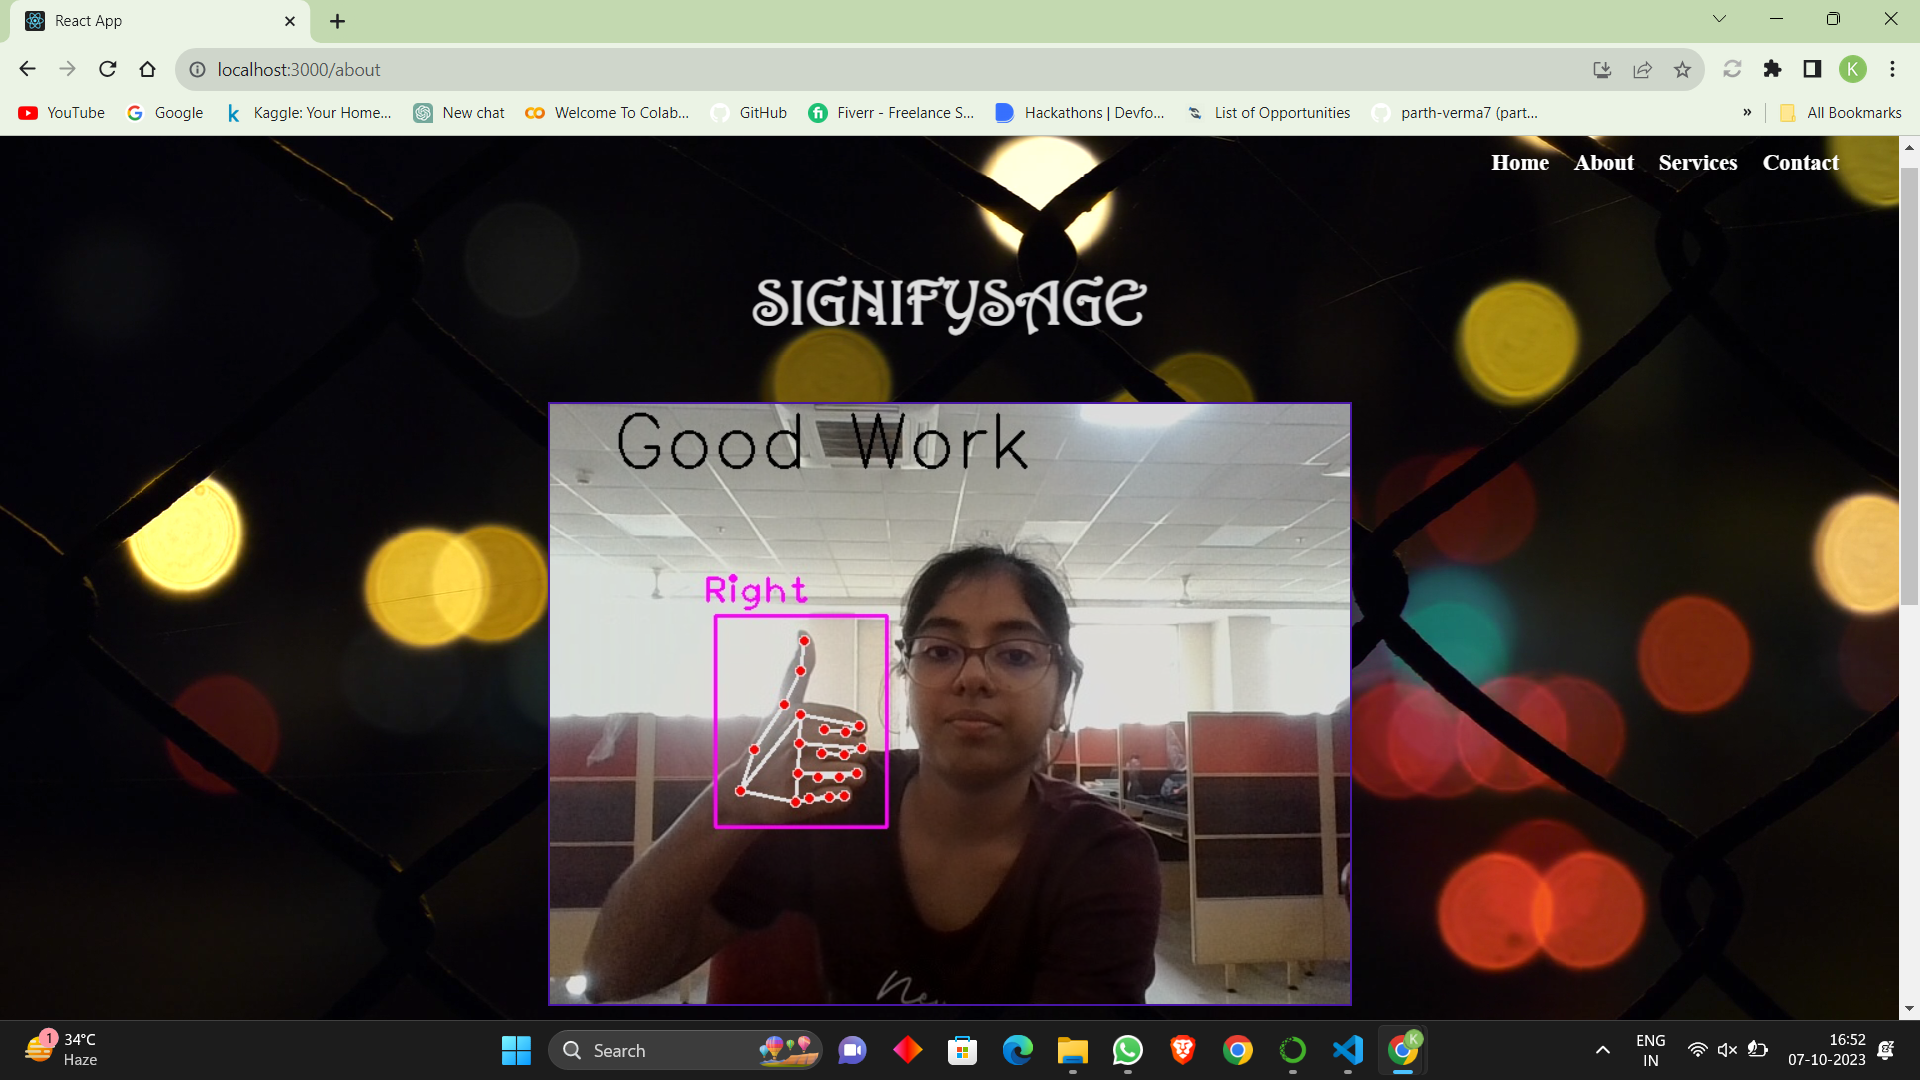 React App
localhost:3000/about
K
YouTube
Google
Kaggle: Your Home...
New chat
Welcome To Colab...
GitHub
Fiverr - Freelance S...
Hackathons | Devfo...
List of Opportunities
parth-verma7 (part...
»
All Bookmarks
Home About Services Contact
SIGNIFYSAGE
Good Work
Right
1
34°C
Haze
Search
K
ENG
IN
16:52
07-10-2023